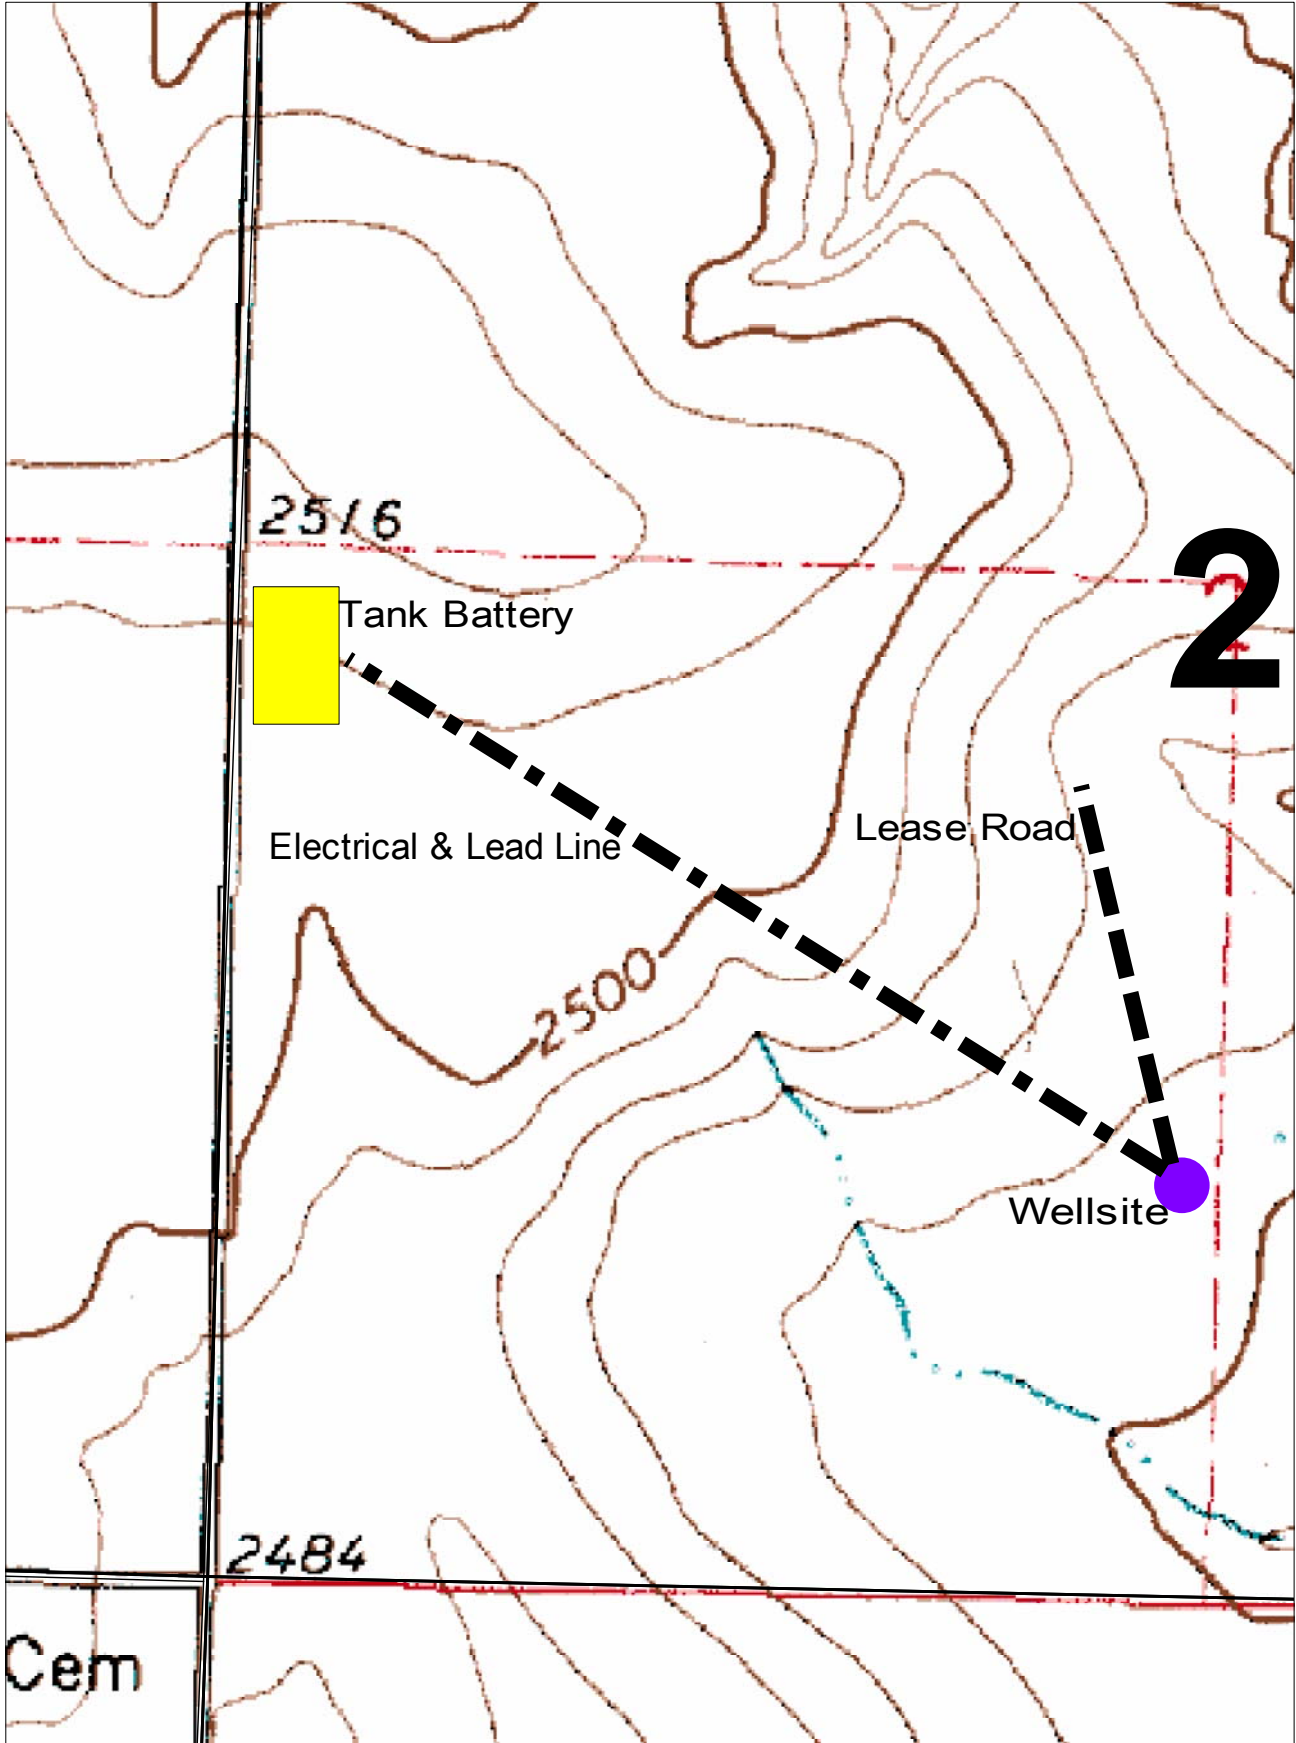 2516
2
Tank Battery
Lease Road
Electrical & Lead Line
2500
Wellsite
2484
Cem